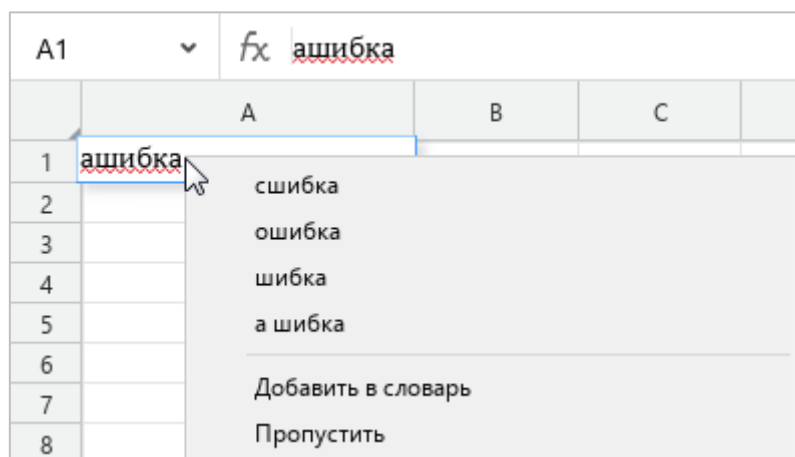 A1 fx ашибка
A B C
1 ашибка
сшибка
2
ошибка
3
шибка
4
5 а шибка
6
Добавить в словарь
7
Пропустить
8